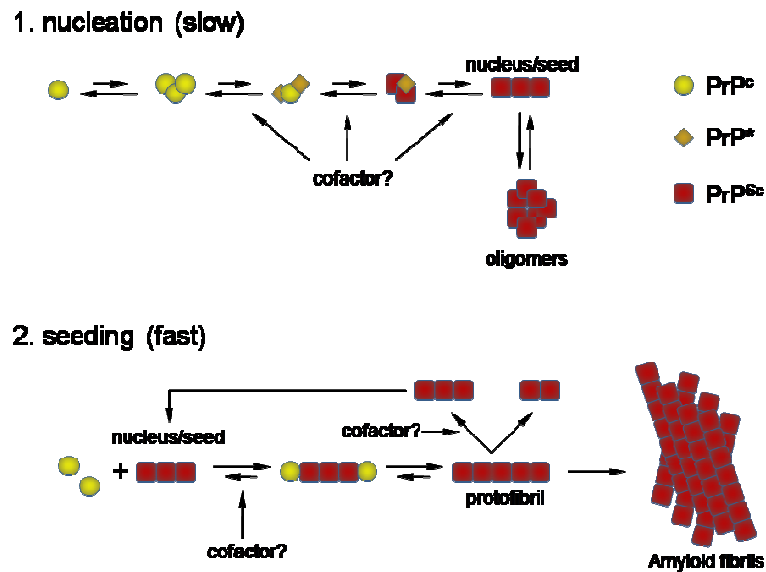 1. nucleation (slow)
nucleus/seed
PrPᶜ
PrP*
PrPˢᶜ
cofactor?
oligomers
2. seeding (fast)
nucleus/seed
cofactor?
+
protofibril
cofactor?
Amyloid fibrils